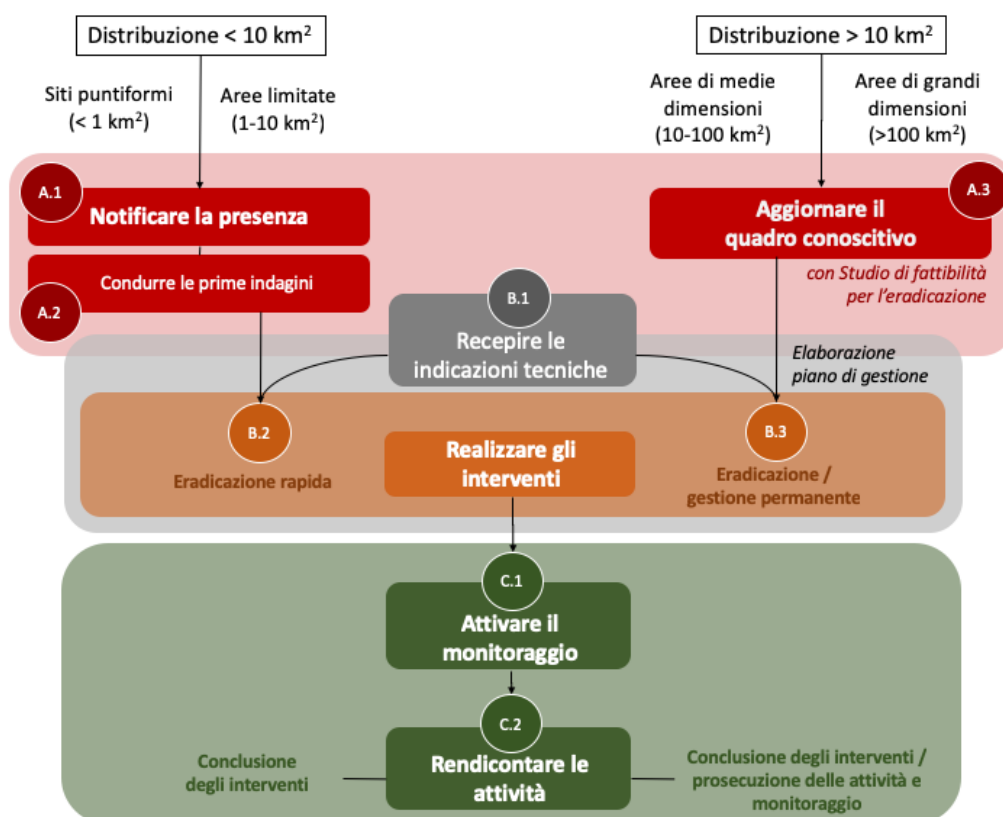 Distribuzione < 10 km²
Distribuzione > 10 km²
Siti puntiformi
(< 1 km²)
Aree limitate
(1-10 km²)
Aree di medie
dimensioni
(10-100 km²)
Aree di grandi
dimensioni
(>100 km²)
A.1
Notificare la presenza
A.3
Aggiornare il
quadro conoscitivo
A.2
Condurre le prime indagini
con Studio di fattibilità
per l'eradicazione
B.1
Recepire le
indicazioni tecniche
Elaborazione
piano di gestione
B.2
Eradicazione rapida
Realizzare gli
interventi
B.3
Eradicazione /
gestione permanente
C.1
Attivare il
monitoraggio
C.2
Rendicontare le
attività
Conclusione
degli interventi
Conclusione degli interventi /
prosecuzione delle attività e
monitoraggio